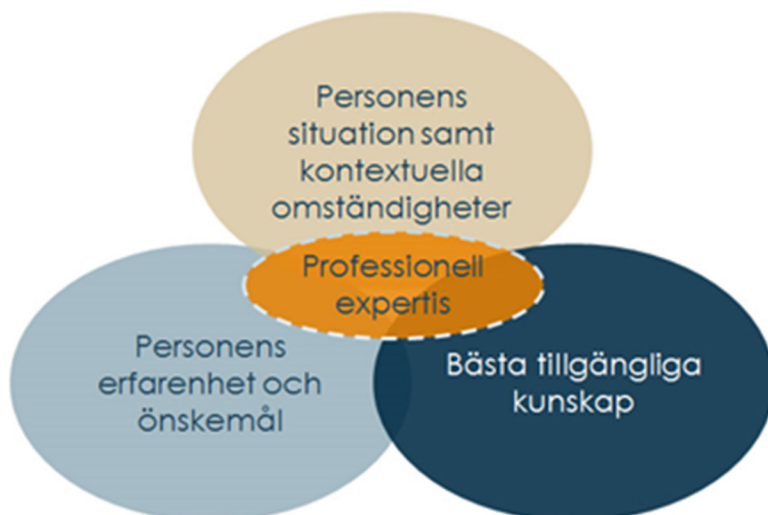 Personens
situation samt
kontextuella
omständigheter
Professionell
expertis
Personens
erfarenhet och
önskemål
Bästa tillgängliga
kunskap